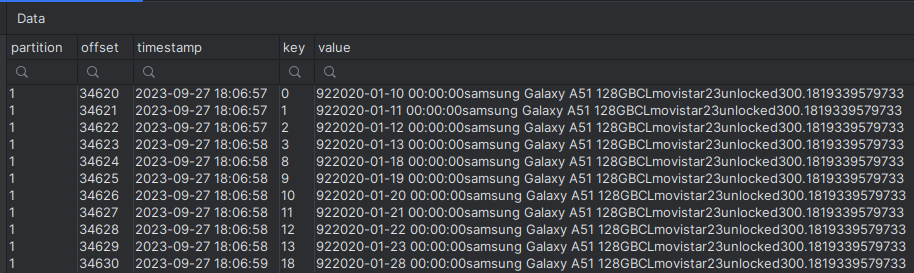 Data
partition offset timestamp key value
1 34620 2023-09-27 18:06:57 0 922020-01-10 00:00:00samsung Galaxy A51 128GBCLmovistar23unlocked300.1819339579733
1 34621 2023-09-27 18:06:57 1 922020-01-11 00:00:00samsung Galaxy A51 128GBCLmovistar23unlocked300.1819339579733
1 34622 2023-09-27 18:06:57 2 922020-01-12 00:00:00samsung Galaxy A51 128GBCLmovistar23unlocked300.1819339579733
1 34623 2023-09-27 18:06:58 3 922020-01-13 00:00:00samsung Galaxy A51 128GBCLmovistar23unlocked300.1819339579733
1 34624 2023-09-27 18:06:58 8 922020-01-18 00:00:00samsung Galaxy A51 128GBCLmovistar23unlocked300.1819339579733
1 34625 2023-09-27 18:06:58 9 922020-01-19 00:00:00samsung Galaxy A51 128GBCLmovistar23unlocked300.1819339579733
1 34626 2023-09-27 18:06:58 10 922020-01-20 00:00:00samsung Galaxy A51 128GBCLmovistar23unlocked300.1819339579733
1 34627 2023-09-27 18:06:58 11 922020-01-21 00:00:00samsung Galaxy A51 128GBCLmovistar23unlocked300.1819339579733
1 34628 2023-09-27 18:06:58 12 922020-01-22 00:00:00samsung Galaxy A51 128GBCLmovistar23unlocked300.1819339579733
1 34629 2023-09-27 18:06:58 13 922020-01-23 00:00:00samsung Galaxy A51 128GBCLmovistar23unlocked300.1819339579733
1 34630 2023-09-27 18:06:59 18 922020-01-28 00:00:00samsung Galaxy A51 128GBCLmovistar23unlocked300.1819339579733